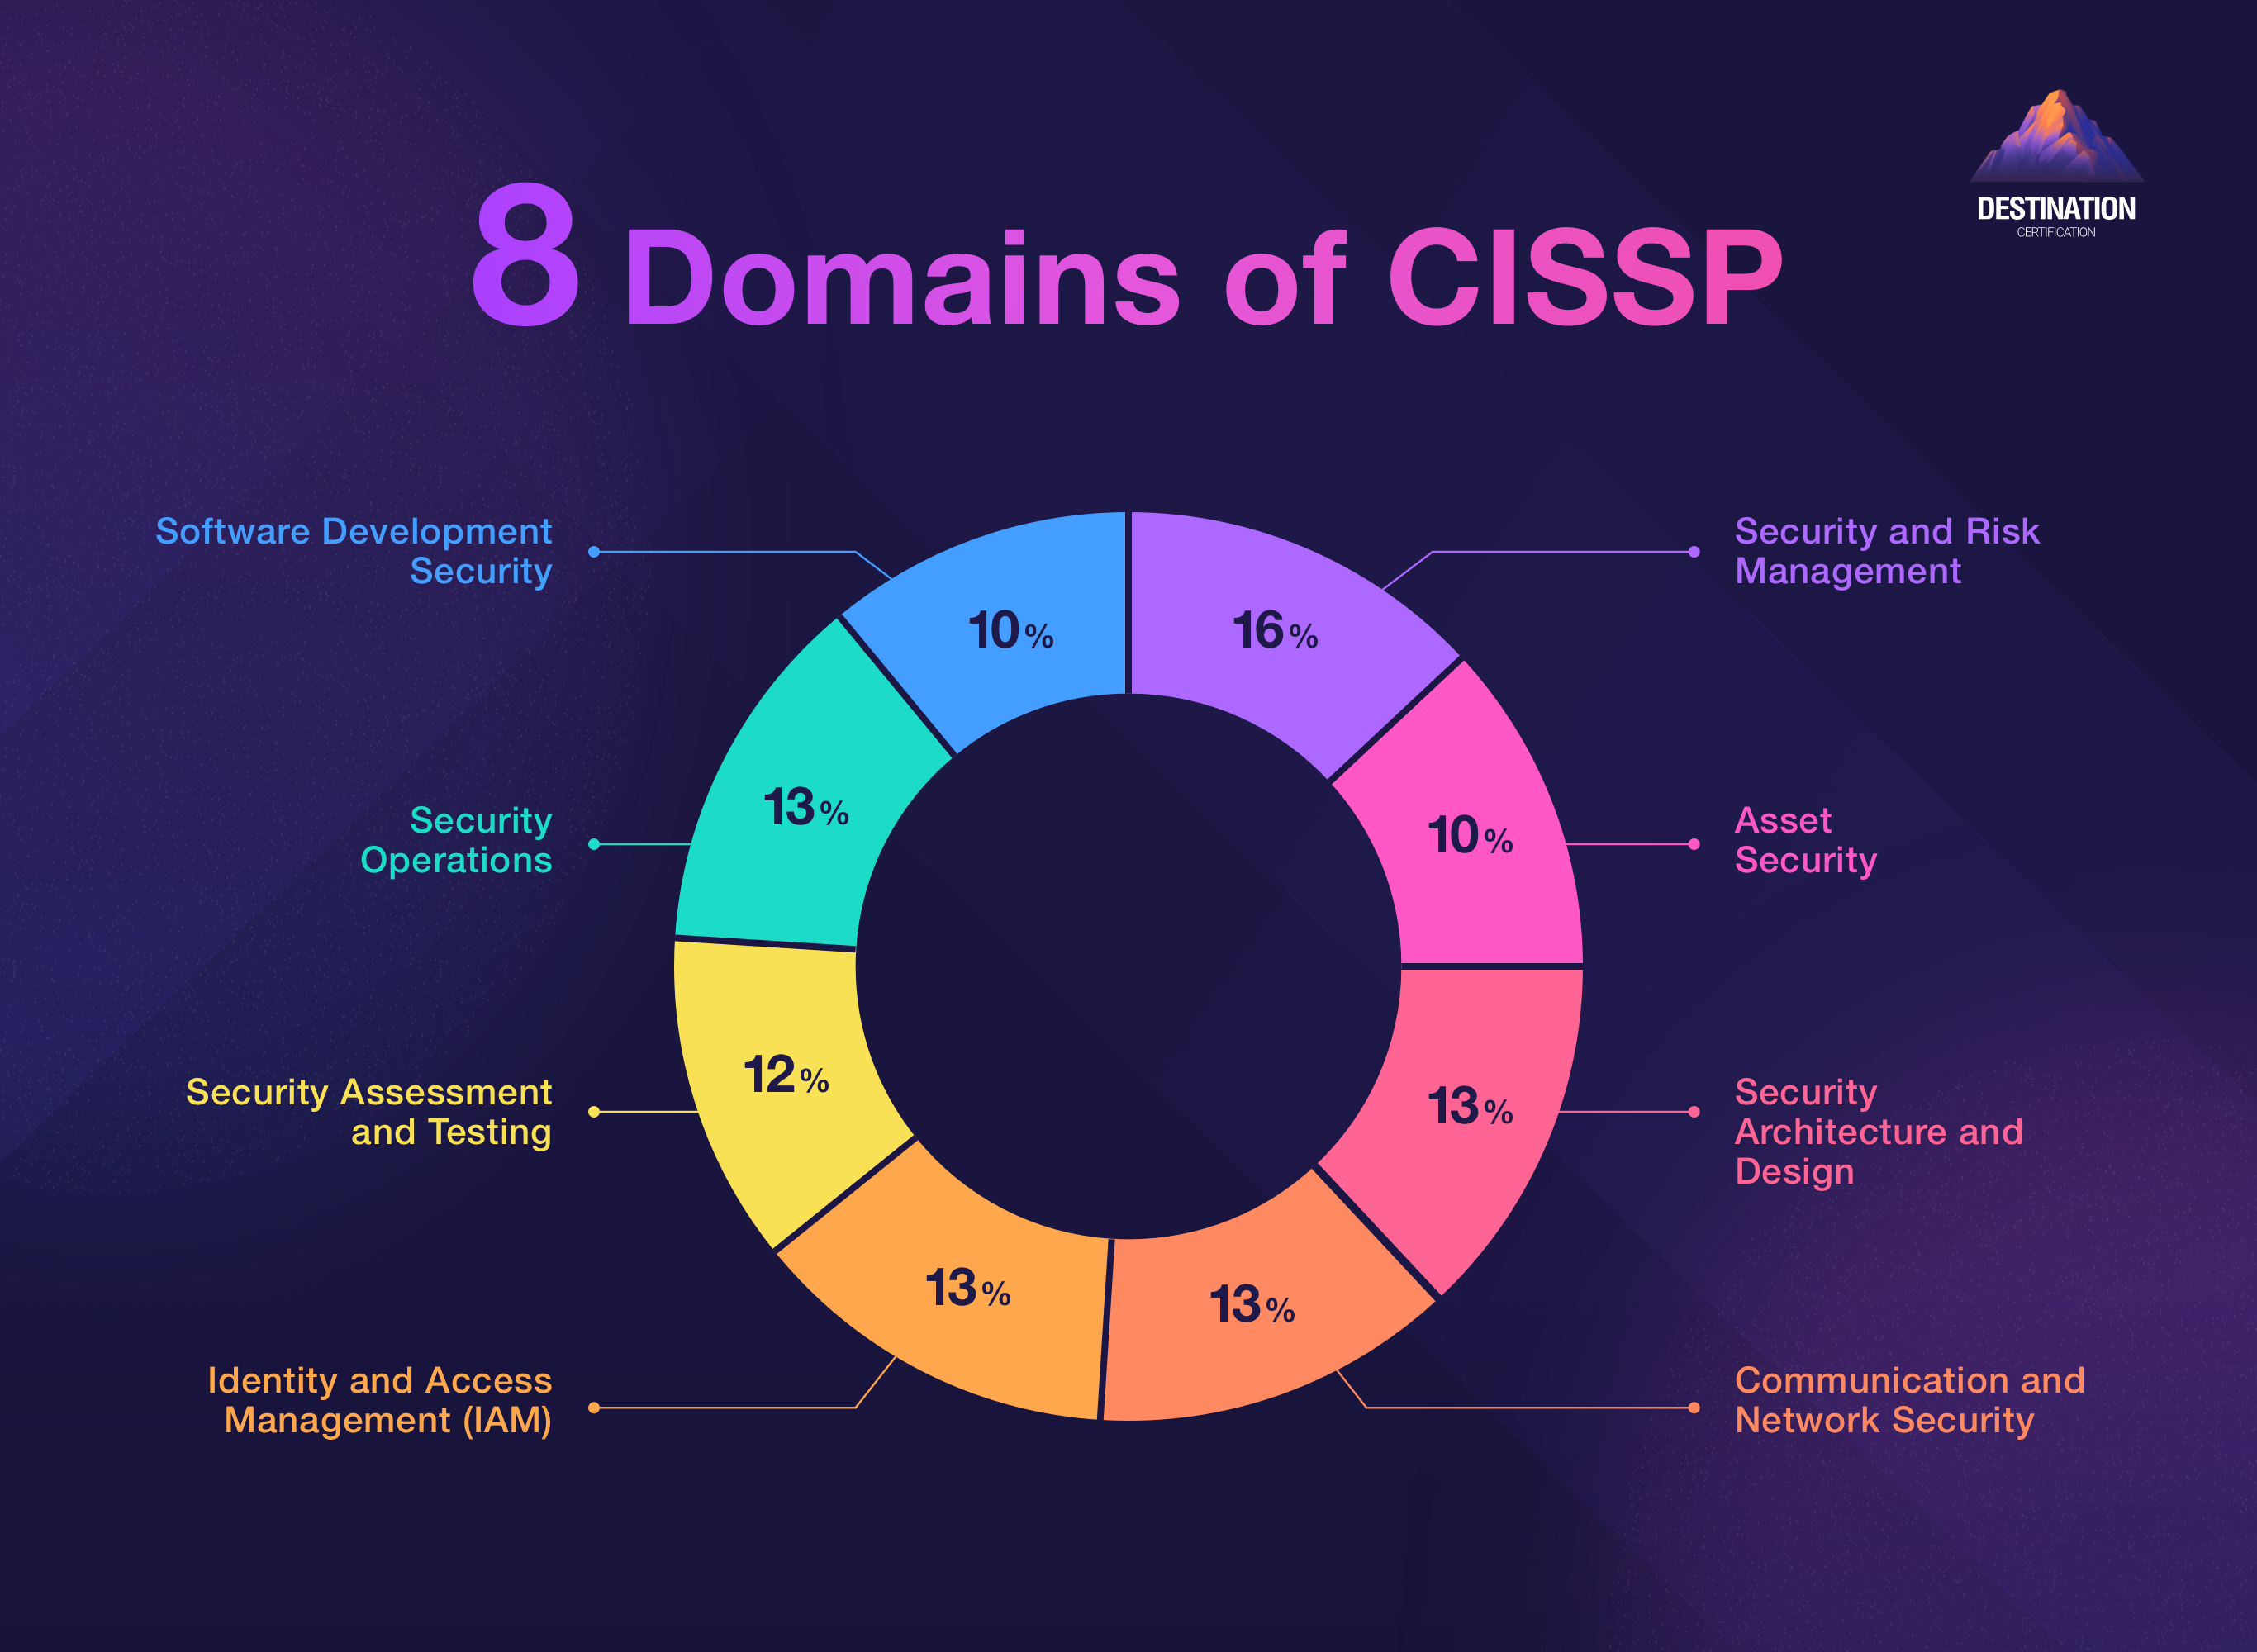 DESTINATION
CERTIFICATION
8 Domains of CISSP
Software Development
Security
Security and Risk
Management
10%
16%
Security
Operations
13%
10%
Asset
Security
Security Assessment
and Testing
12%
13%
Security
Architecture and
Design
Identity and Access
Management (IAM)
13%
13%
Communication and
Network Security